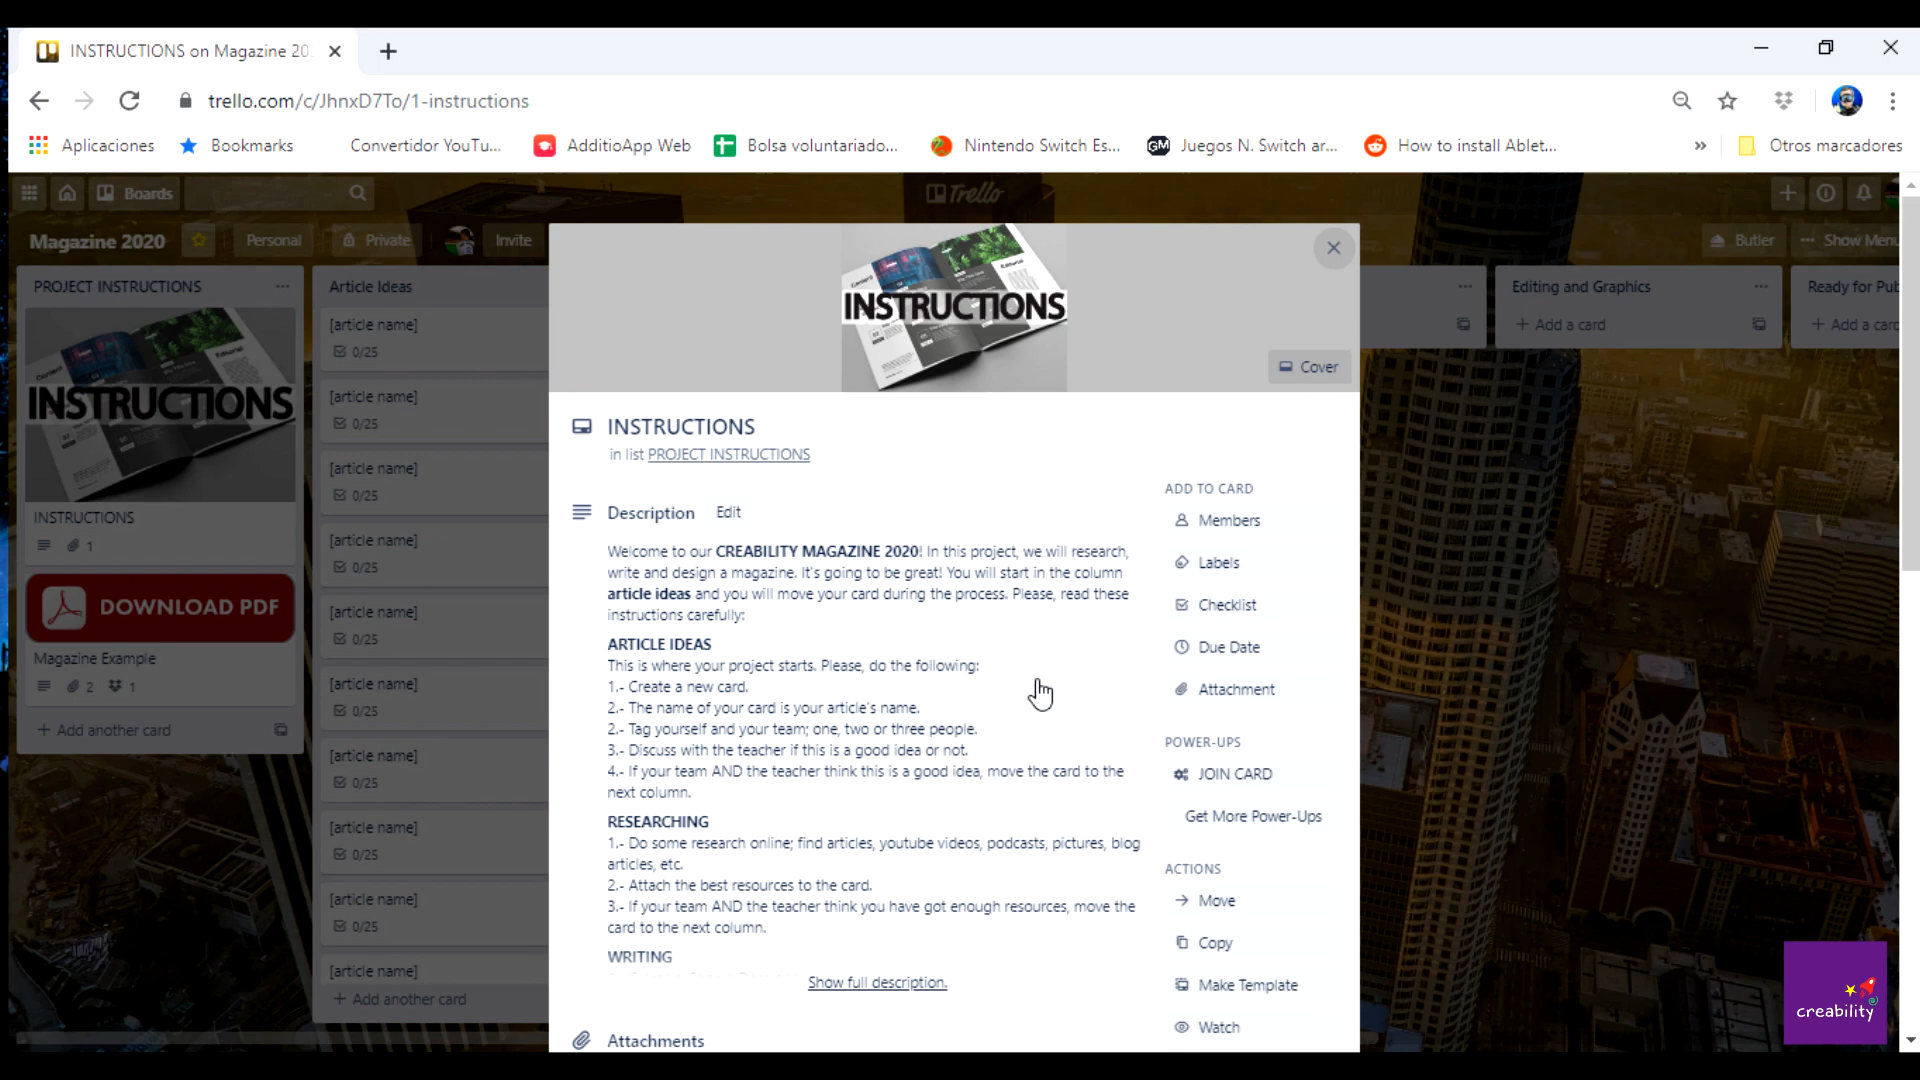 INSTRUCTIONS on Magazine 20
trello.com/c/JhnxD7To/1-instructions
Aplicaciones
Bookmarks
Convertidor YouTu...
AdditioApp Web
Bolsa voluntariado...
Nintendo Switch Es...
GM
Juegos N. Switch ar...
How to install Ablet...
»
Otros marcadores
Boards
Trello
Magazine 2020
Personal
Private
Invite
Butler
Show Menu
PROJECT INSTRUCTIONS
INSTRUCTIONS
INSTRUCTIONS
1
DOWNLOAD PDF
Magazine Example
2
1
+ Add another card
Article Ideas
[article name]
0/25
[article name]
0/25
[article name]
0/25
[article name]
0/25
[article name]
0/25
[article name]
0/25
[article name]
0/25
[article name]
0/25
[article name]
0/25
[article name]
+ Add another card
INSTRUCTIONS
Cover
INSTRUCTIONS
in list PROJECT INSTRUCTIONS
Description
Edit
Welcome to our CREABILITY MAGAZINE 2020! In this project, we will research,
write and design a magazine. It's going to be great! You will start in the column
article ideas and you will move your card during the process. Please, read these
instructions carefully:
ARTICLE IDEAS
This is where your project starts. Please, do the following:
1.- Create a new card.
2.- The name of your card is your article's name.
2.- Tag yourself and your team; one, two or three people.
3.- Discuss with the teacher if this is a good idea or not.
4.- If your team AND the teacher think this is a good idea, move the card to the
next column.
RESEARCHING
1.- Do some research online; find articles, youtube videos, podcasts, pictures, blog
articles, etc.
2.- Attach the best resources to the card.
3.- If your team AND the teacher think you have got enough resources, move the
card to the next column.
WRITING
Show full description.
Attachments
ADD TO CARD
Members
Labels
Checklist
Due Date
Attachment
POWER-UPS
JOIN CARD
Get More Power-Ups
ACTIONS
Move
Copy
Make Template
Watch
Editing and Graphics
+ Add a card
Ready for Pub
+ Add a card
creability